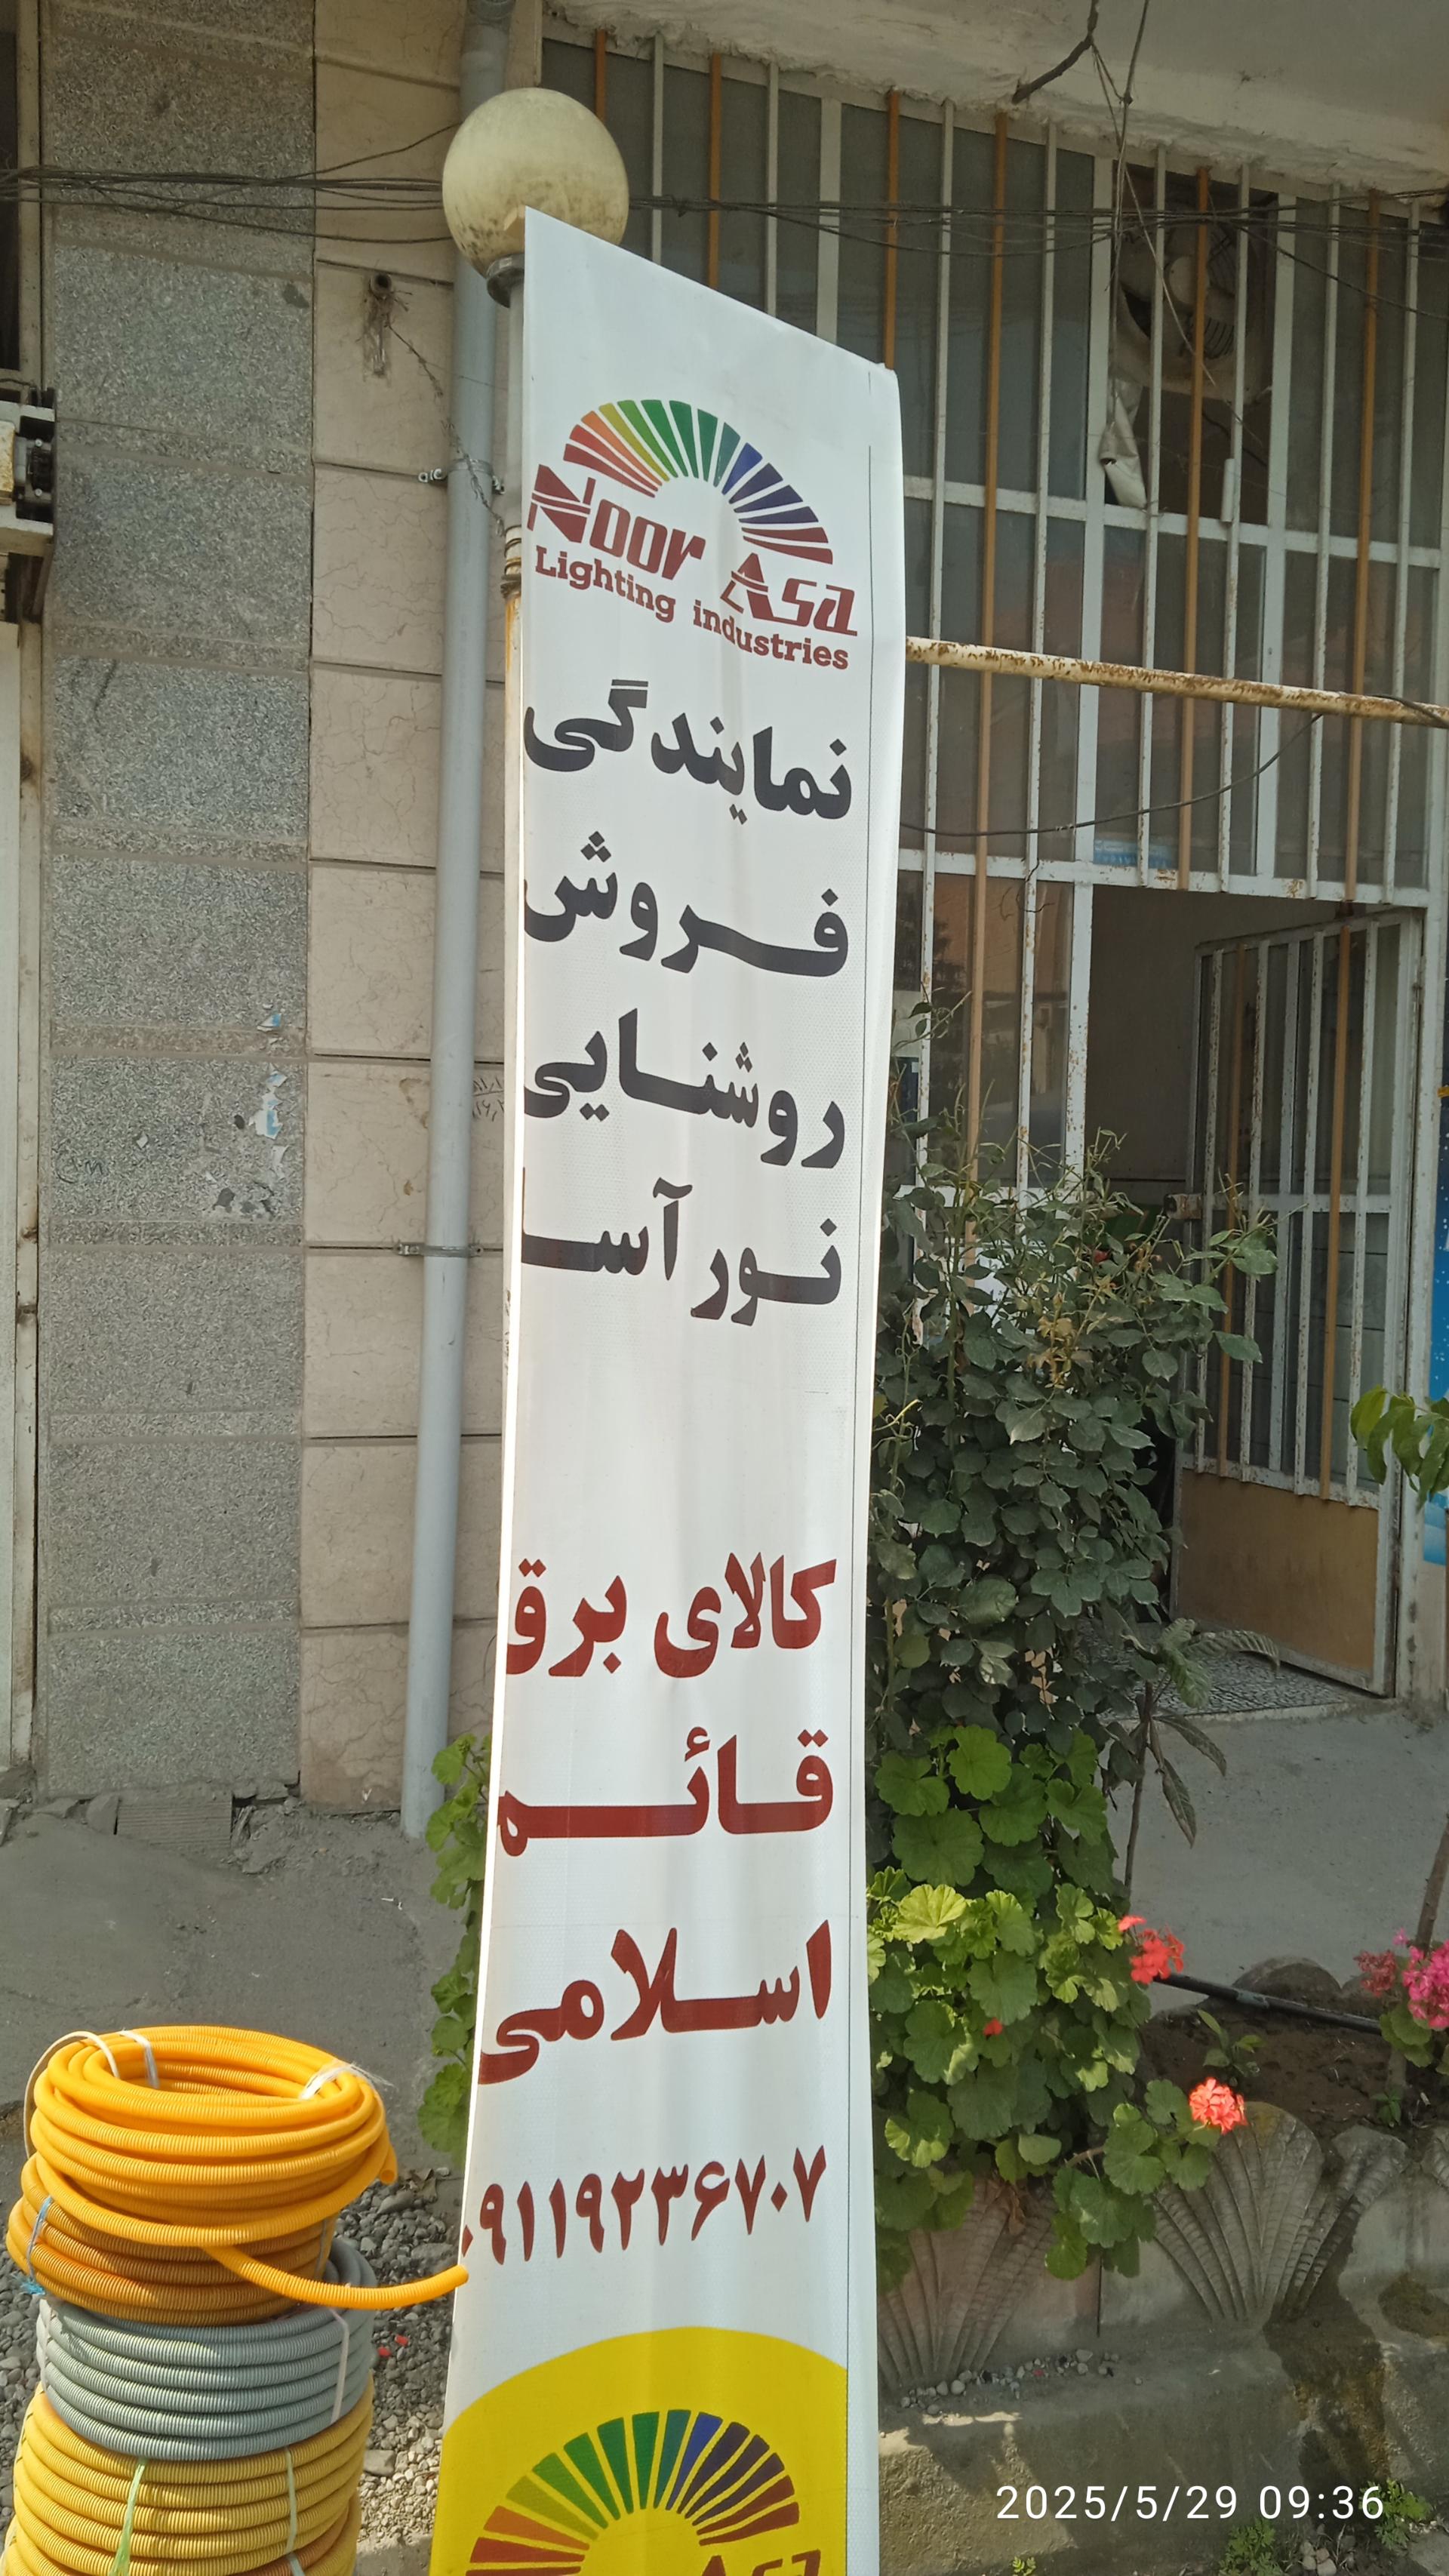 Noor Asa
Lighting industries
نمایندگی
فروش
روشنایی
نور آسا
کالای برق
قائم
اسلامی
۰۹۱۱۹۲۳۶۷۰۷
Asa
2025/5/29 09:36